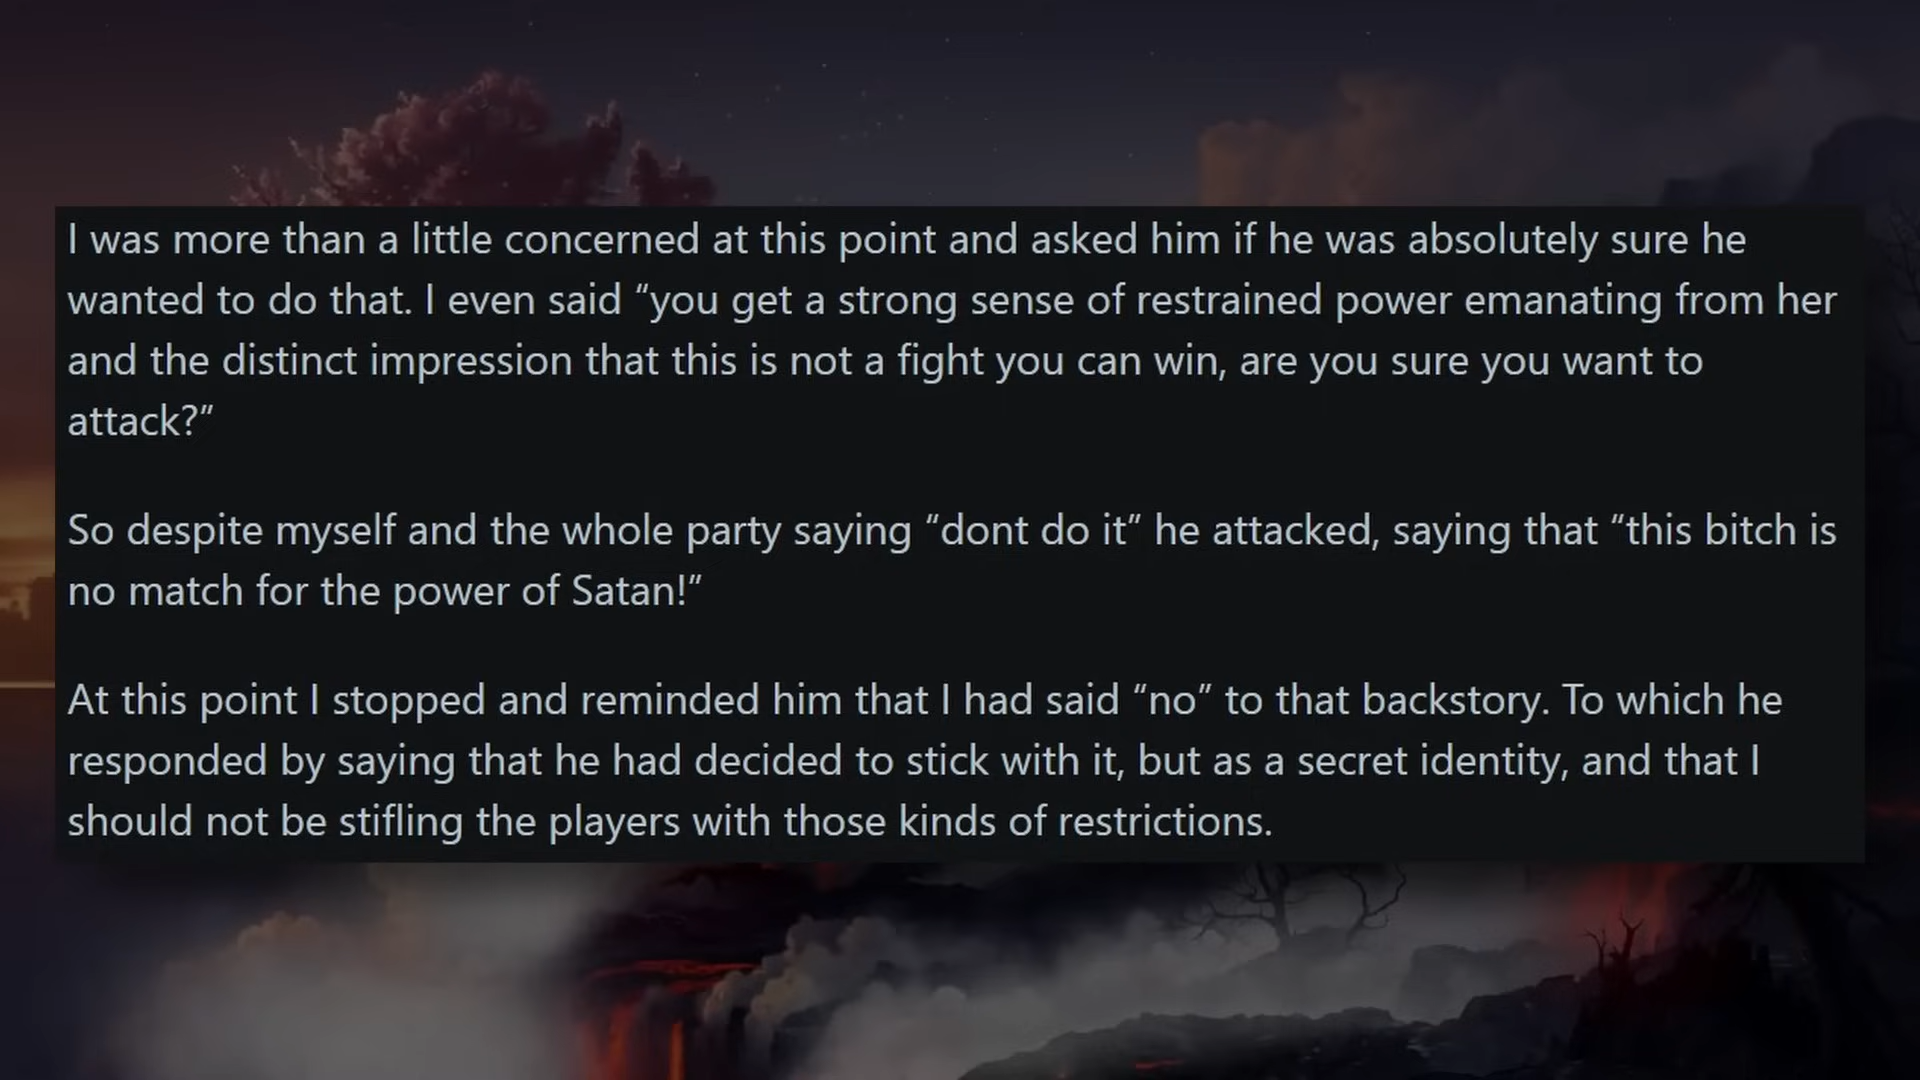 I was more than a little concerned at this point and asked him if he was absolutely sure he
wanted to do that. I even said “you get a strong sense of restrained power emanating from her
and the distinct impression that this is not a fight you can win, are you sure you want to
attack?”
So despite myself and the whole party saying “dont do it” he attacked, saying that “this bitch is
no match for the power of Satan!”
At this point I stopped and reminded him that I had said “no” to that backstory. To which he
responded by saying that he had decided to stick with it, but as a secret identity, and that I
should not be stifling the players with those kinds of restrictions.